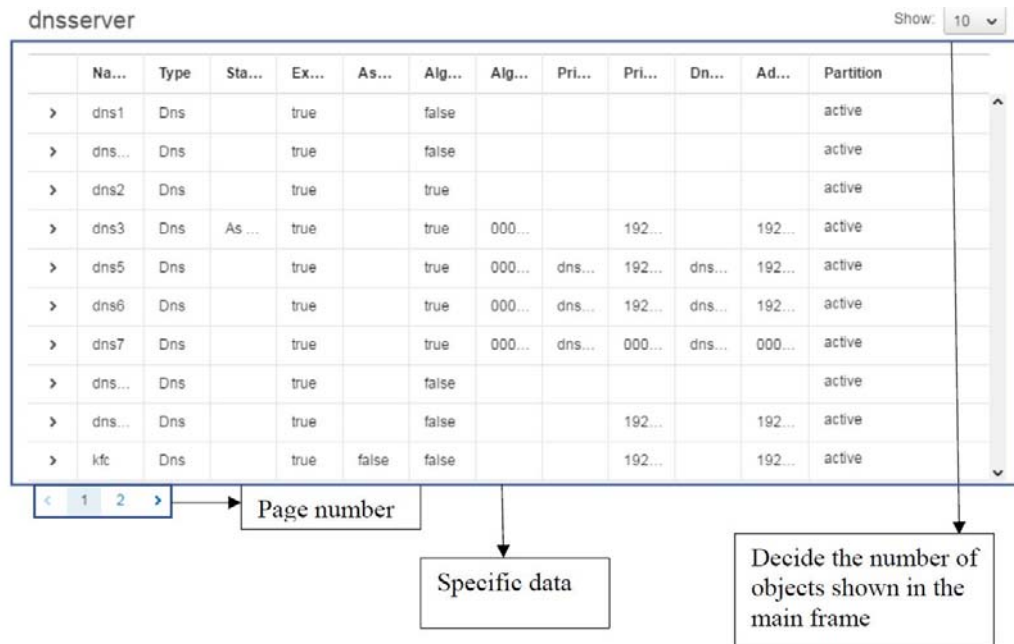 dnsserver Show: 10
Na... Type Sta... Ex... As... Alg... Alg... Pri... Pri... Dn... Ad... Partition
dns1 Dns true false active
dns... Dns true false active
dns2 Dns true true active
dns3 Dns As ... true true 000... 192... 192... active
dns5 Dns true true 000... dns... 192... dns... 192... active
dns6 Dns true true 000... dns... 192... dns... 192... active
dns7 Dns true true 000... dns... 000... dns... 000... active
dns... Dns true false active
dns... Dns true false 192... 192... active
kfc Dns true false false 192... 192... active
< 1 2 >
Page number
Specific data
Decide the number of
objects shown in the
main frame